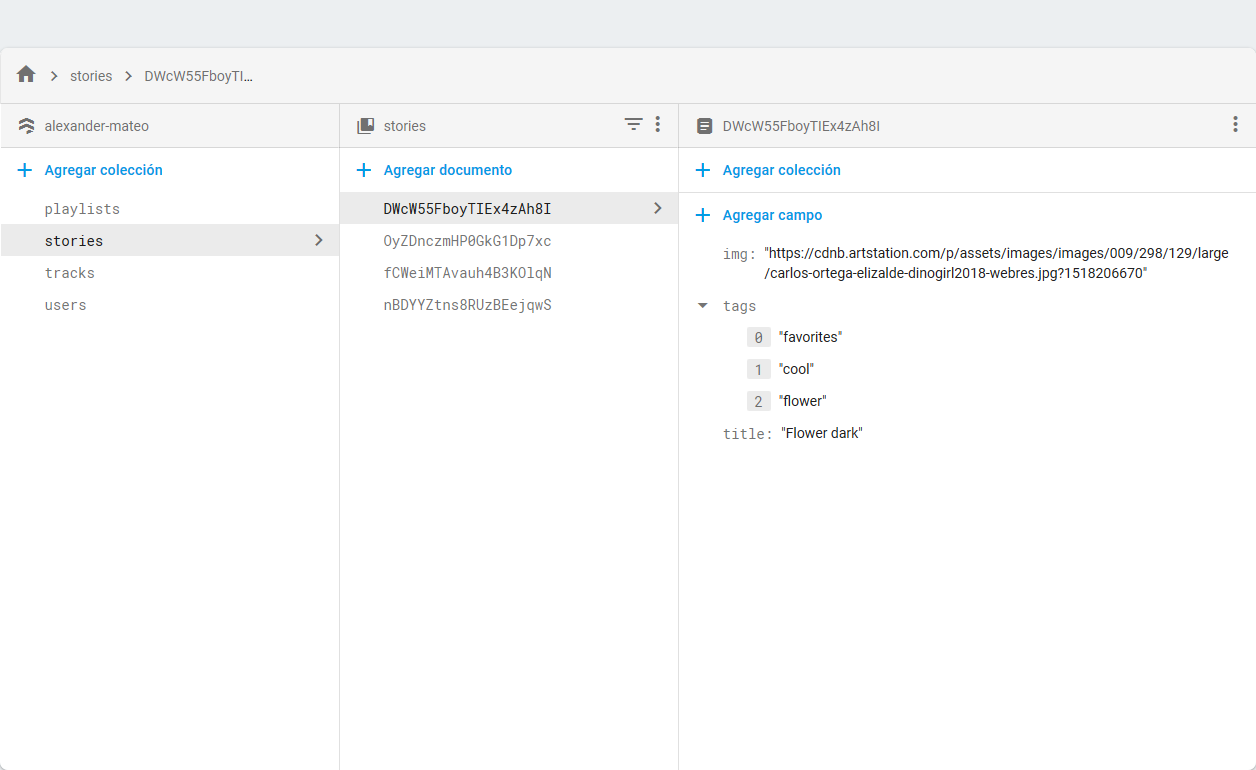 stories
DWcW55FboyTI...
alexander-mateo
Agregar colección
playlists
stories
tracks
users
stories
Agregar documento
DWcW55FboyTIEx4zAh8I
OyZDnczmHP0GkG1Dp7xc
fCWeiMTAvauh4B3KOlqN
nBDYYZtns8RUzBEejqwS
DWcW55FboyTIEx4zAh8I
Agregar colección
Agregar campo
img: "https://cdnb.artstation.com/p/assets/images/images/009/298/129/large
/carlos-ortega-elizalde-dinogirl2018-webres.jpg?1518206670"
tags
0 "favorites"
1 "cool"
2 "flower"
title: "Flower dark"